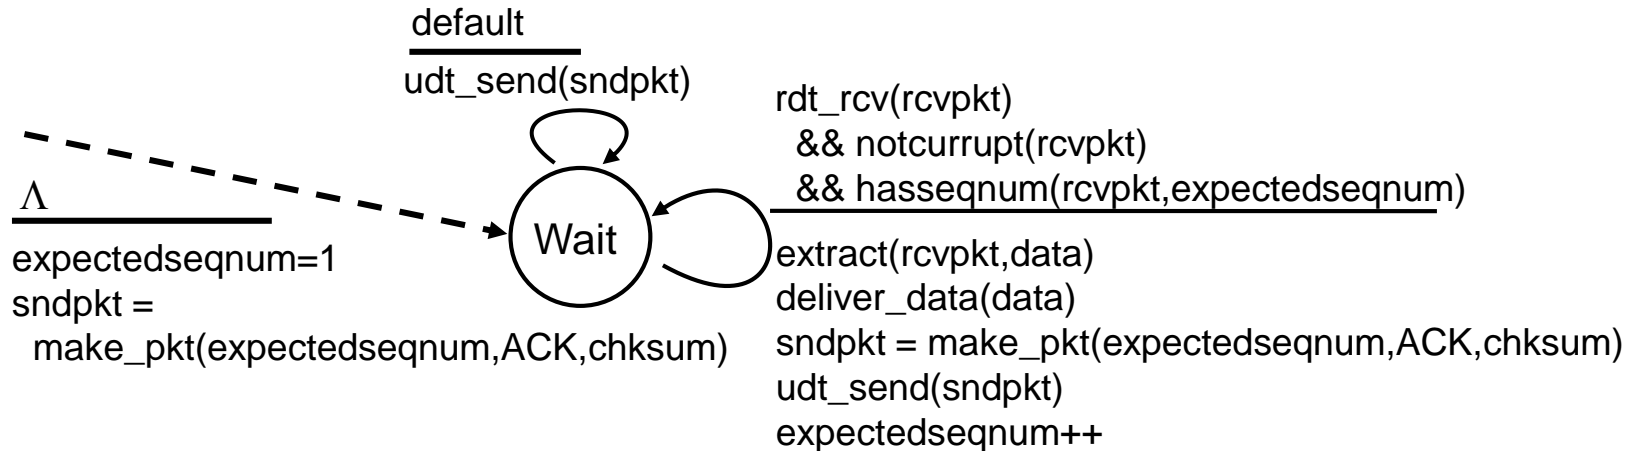 default
udt_send(sndpkt)
rdt_rcv(rcvpkt)
&& notcurrupt(rcvpkt)
&& hasseqnum(rcvpkt,expectedseqnum)
Λ
Wait
expectedseqnum=1
sndpkt =
make_pkt(expectedseqnum,ACK,chksum)
extract(rcvpkt,data)
deliver_data(data)
sndpkt = make_pkt(expectedseqnum,ACK,chksum)
udt_send(sndpkt)
expectedseqnum++